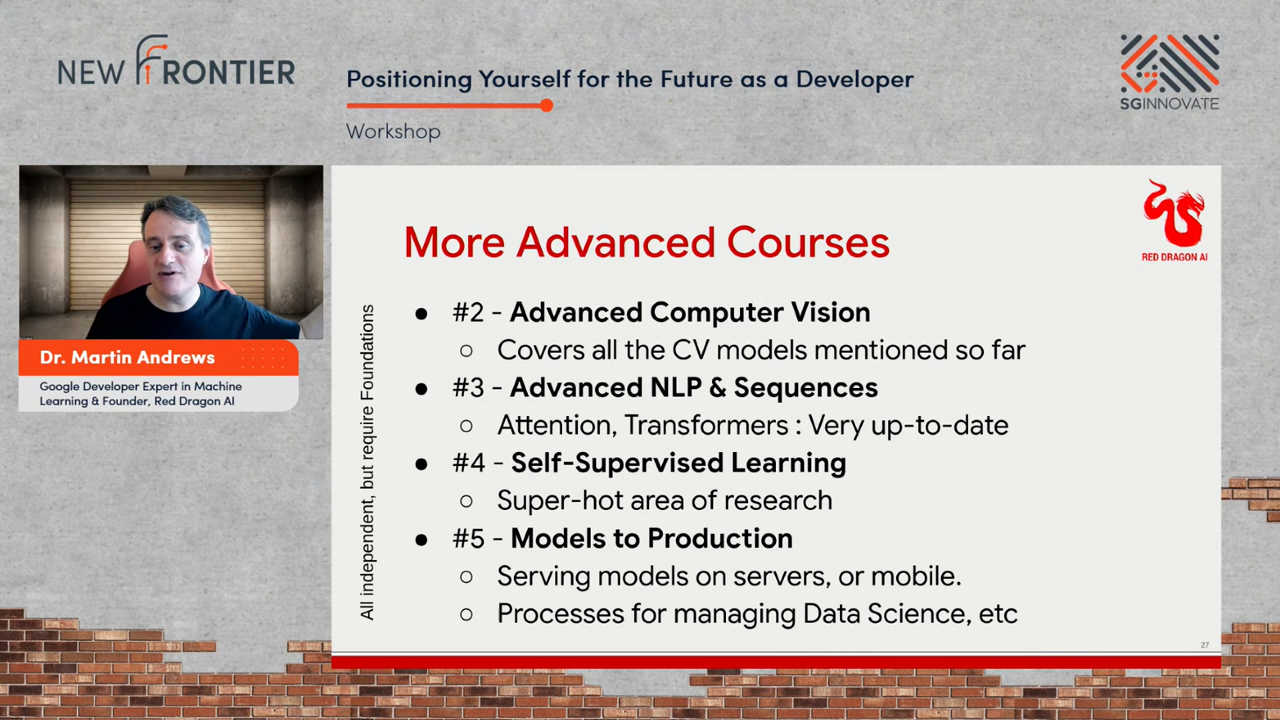 NEW FRONTIER
Positioning Yourself for the Future as a Developer
Workshop
SGINNOVATE
Dr. Martin Andrews
Google Developer Expert in Machine
Learning & Founder, Red Dragon AI
RED DRAGON AI
More Advanced Courses
All independent, but require Foundations
● #2 - Advanced Computer Vision
○ Covers all the CV models mentioned so far
● #3 - Advanced NLP & Sequences
○ Attention, Transformers : Very up-to-date
● #4 - Self-Supervised Learning
○ Super-hot area of research
● #5 - Models to Production
○ Serving models on servers, or mobile.
○ Processes for managing Data Science, etc
27